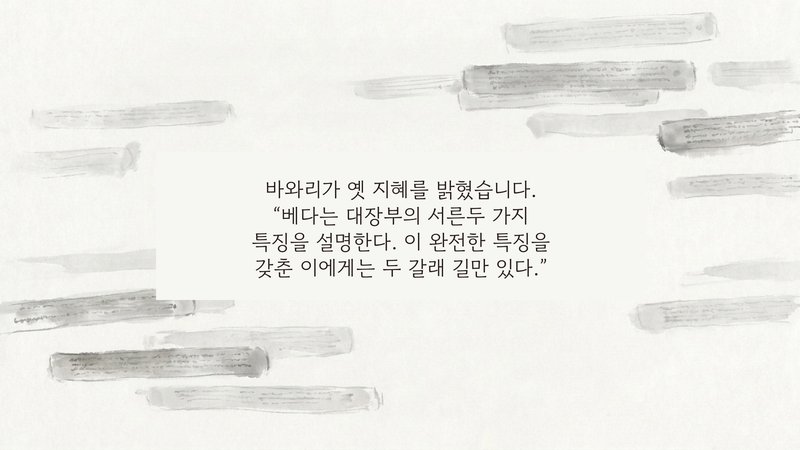 바와리가 옛 지혜를 밝혔습니다.
“베다는 대장부의 서른두 가지
특징을 설명한다. 이 완전한 특징을
갖춘 이에게는 두 갈래 길만 있다.”